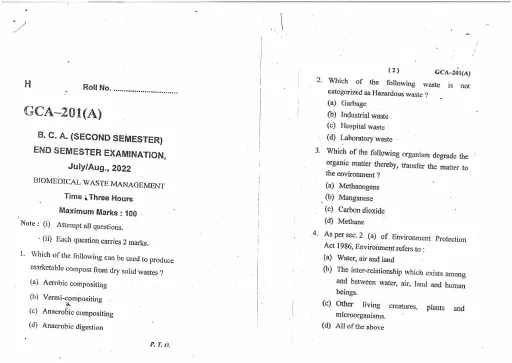 H
Roll No. ..............................
GCA–201(A)
B. C. A. (SECOND SEMESTER)
END SEMESTER EXAMINATION,
July/Aug., 2022
BIOMEDICAL WASTE MANAGEMENT
Time : Three Hours
Maximum Marks : 100
Note : (i) Attempt all questions.
(ii) Each question carries 2 marks.
1. Which of the following can be used to produce
marketable compost from dry solid wastes ?
(a) Aerobic compositing
(b) Vermi-compositing
(c) Anaerobic compositing
(d) Anaerobic digestion
P. T. O.
( 2 ) GCA–201(A)
2. Which of the following waste is not
categorized as Hazardous waste ?
(a) Garbage
(b) Industrial waste
(c) Hospital waste
(d) Laboratory waste
3. Which of the following organism degrade the
organic matter thereby, transfer the matter to
the environment ?
(a) Methanogens
(b) Manganese
(c) Carbon dioxide
(d) Methane
4. As per sec. 2 (a) of Environment Protection
Act 1986, Environment refers to :
(a) Water, air and land
(b) The inter-relationship which exists among
and between water, air, land and human
beings.
(c) Other living creatures, plants and
microorganisms.
(d) All of the above